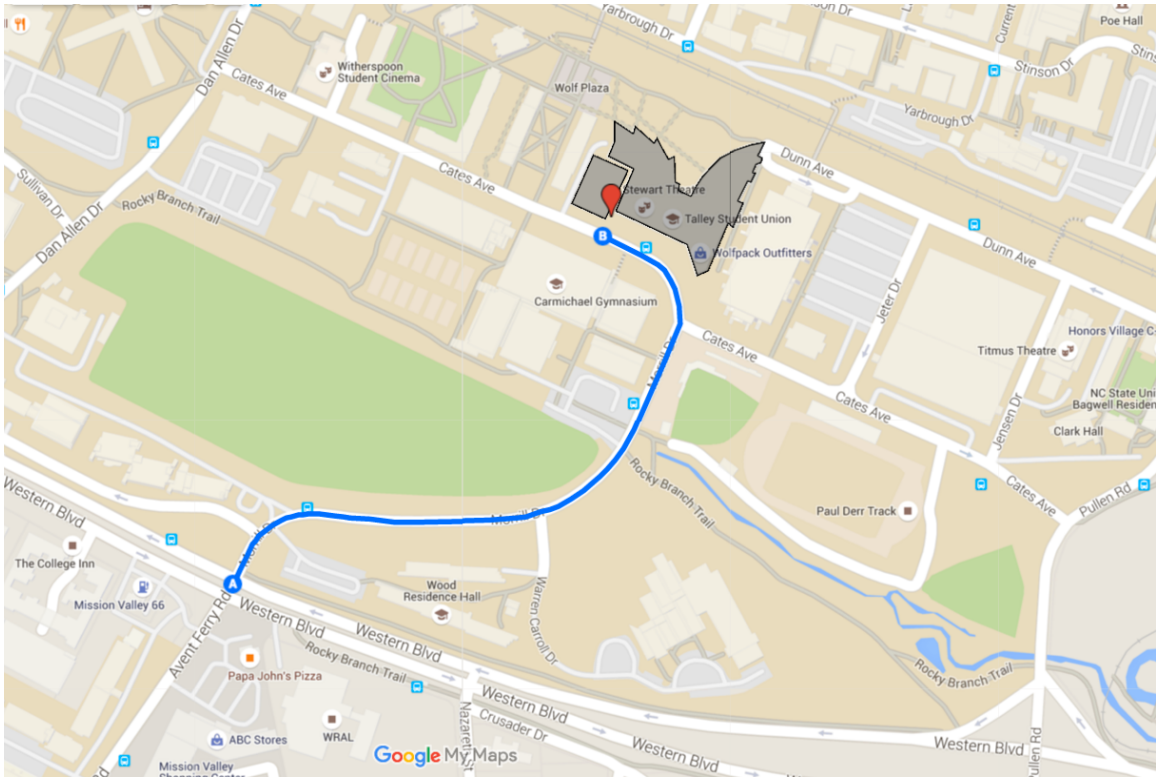 Dan Allen Dr
Cates Ave
Witherspoon
Student Cinema
Yarbrough Dr
Wolf Plaza
Stinson Dr
Poe Hall
Current
Stinson Dr
Yarbrough Dr
Dunn Ave
Sullivan Dr
Rocky Branch Trail
Dan Allen Dr
Cates Ave
Stewart Theatre
Talley Student Union
Wolfpack Outfitters
B
Dunn Ave
Jeter Dr
Carmichael Gymnasium
Cates Ave
Titmus Theatre
Honors Village C
NC State Uni
Bagwell Residen
Clark Hall
Jensen Dr
Cates Ave
Morrill Dr
Rocky Branch Trail
Cates Ave
Pullen Rd
Paul Derr Track
Western Blvd
Morrill Dr
Morrill Dr
The College Inn
Mission Valley 66
A
Avent Ferry Rd
Western Blvd
Wood
Residence Hall
Warren Carroll Dr
Western Blvd
Rocky Branch Trail
Papa John's Pizza
Rocky Branch Trail
Western Blvd
WRAL
ABC Stores
Nazareth St
Crusader Dr
Western Blvd
Western Blvd
Pullen Rd
Mission Valley
Shopping Center
Google My Maps